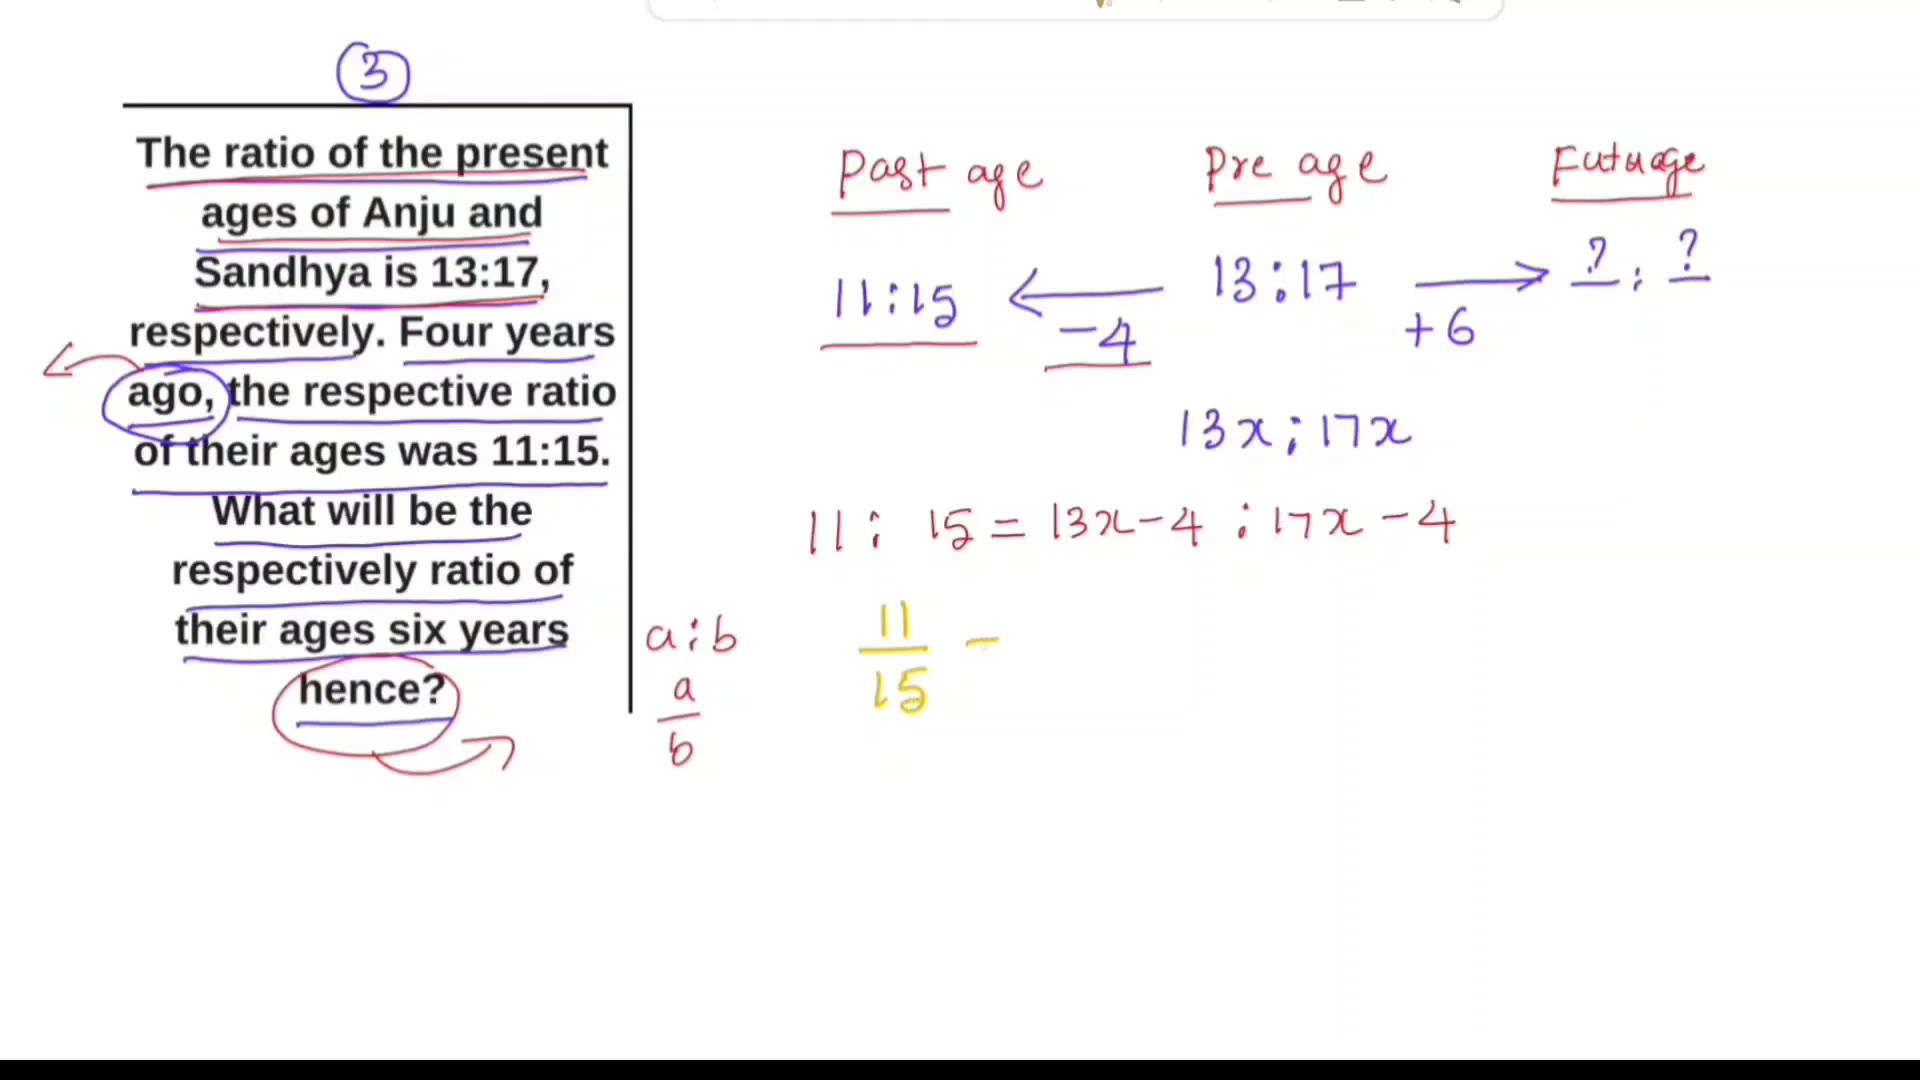 3
The ratio of the present
ages of Anju and
Sandhya is 13:17,
respectively. Four years
ago, the respective ratio
of their ages was 11:15.
What will be the
respectively ratio of
their ages six years
hence?
Past age Pre age Futuage
11:15 13:17 ? : ?
-4 +6
13x : 17x
11 : 15 = 13x-4 : 17x-4
a:b
a
b
11
15
-